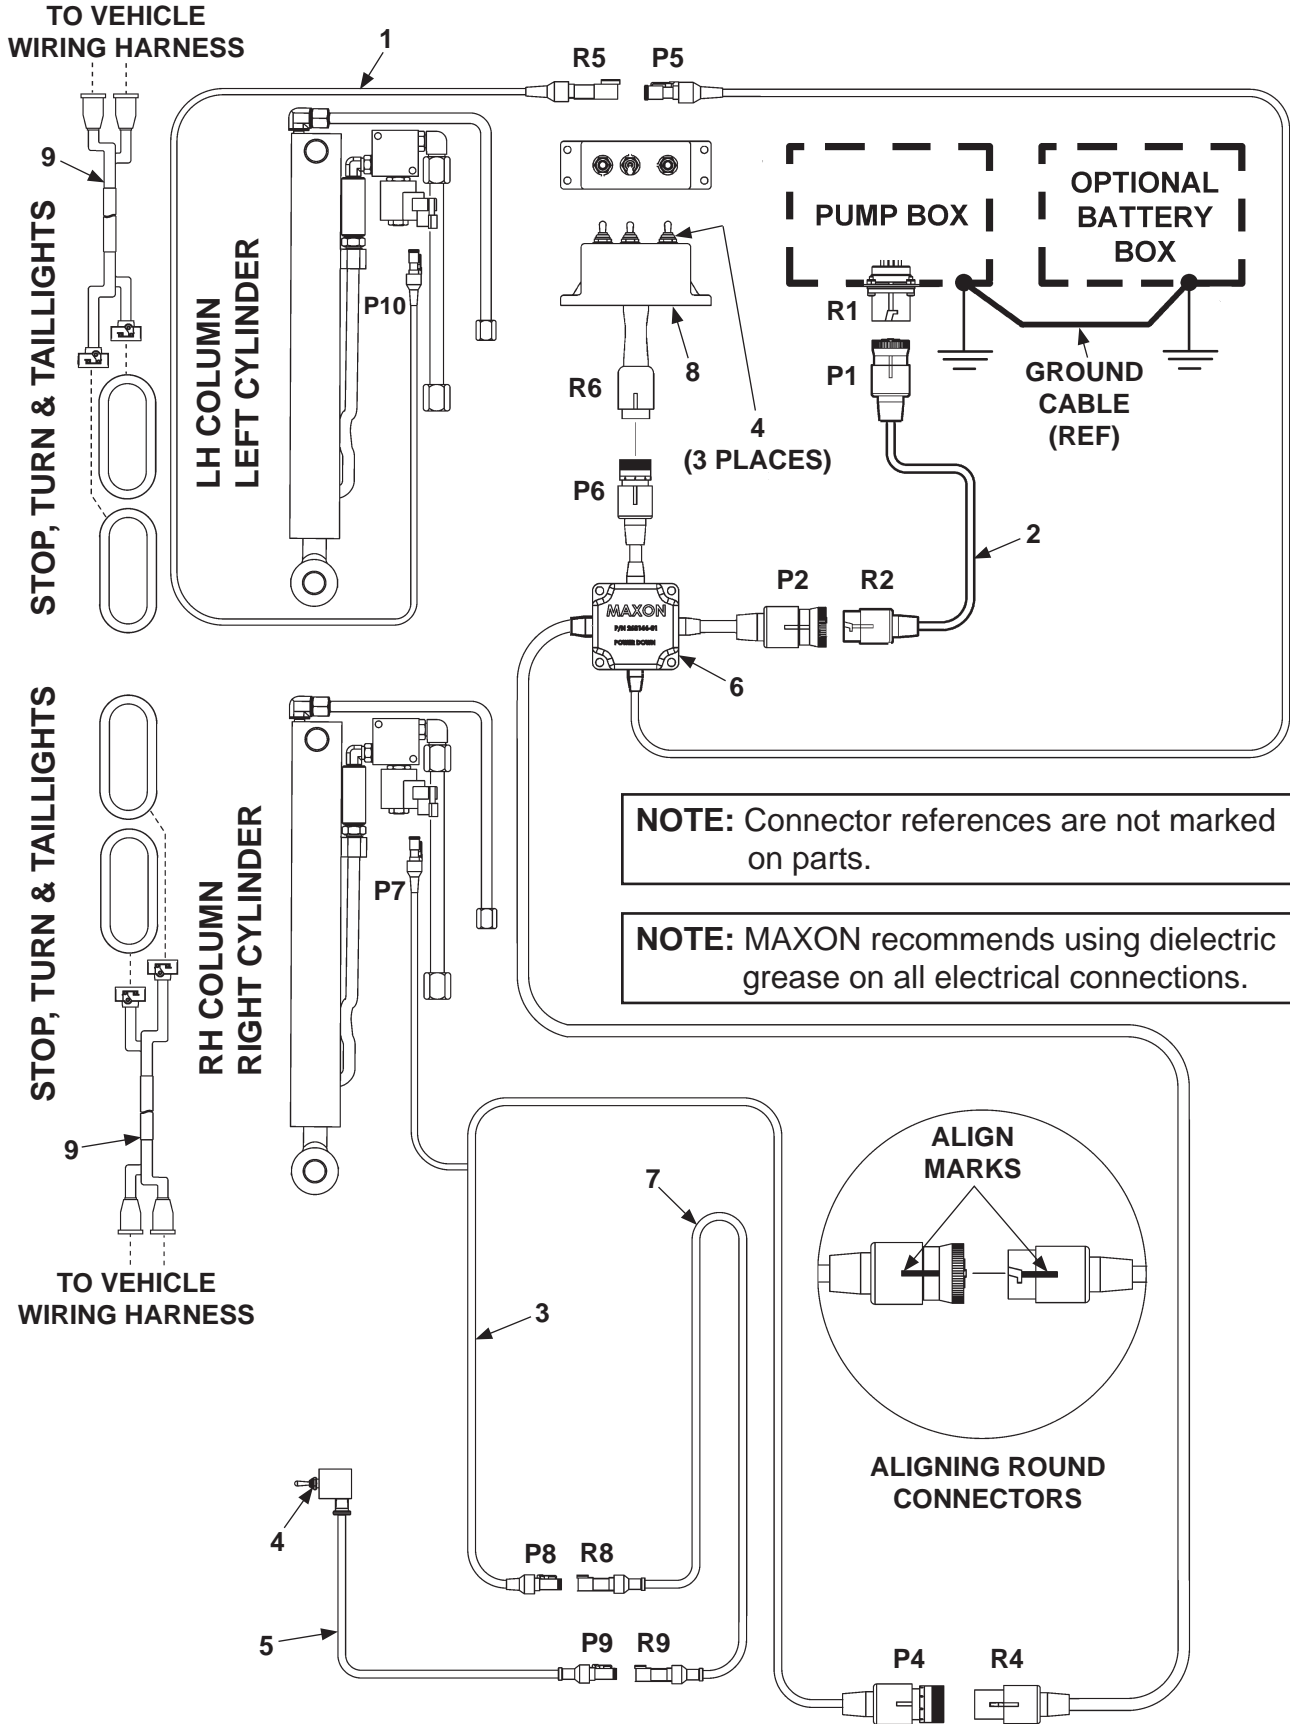 TO VEHICLE
WIRING HARNESS
1
R5
P5
9
STOP, TURN & TAILLIGHTS
LH COLUMN
LEFT CYLINDER
P10
PUMP BOX
OPTIONAL
BATTERY
BOX
R1
P1
GROUND
CABLE
(REF)
8
R6
4
(3 PLACES)
P6
2
P2
R2
MAXON
POWER DOWN
6
STOP, TURN & TAILLIGHTS
RH COLUMN
RIGHT CYLINDER
P7
NOTE: Connector references are not marked
on parts.
NOTE: MAXON recommends using dielectric
grease on all electrical connections.
9
TO VEHICLE
WIRING HARNESS
7
3
ALIGN
MARKS
ALIGNING ROUND
CONNECTORS
4
P8
R8
5
P9
R9
P4
R4